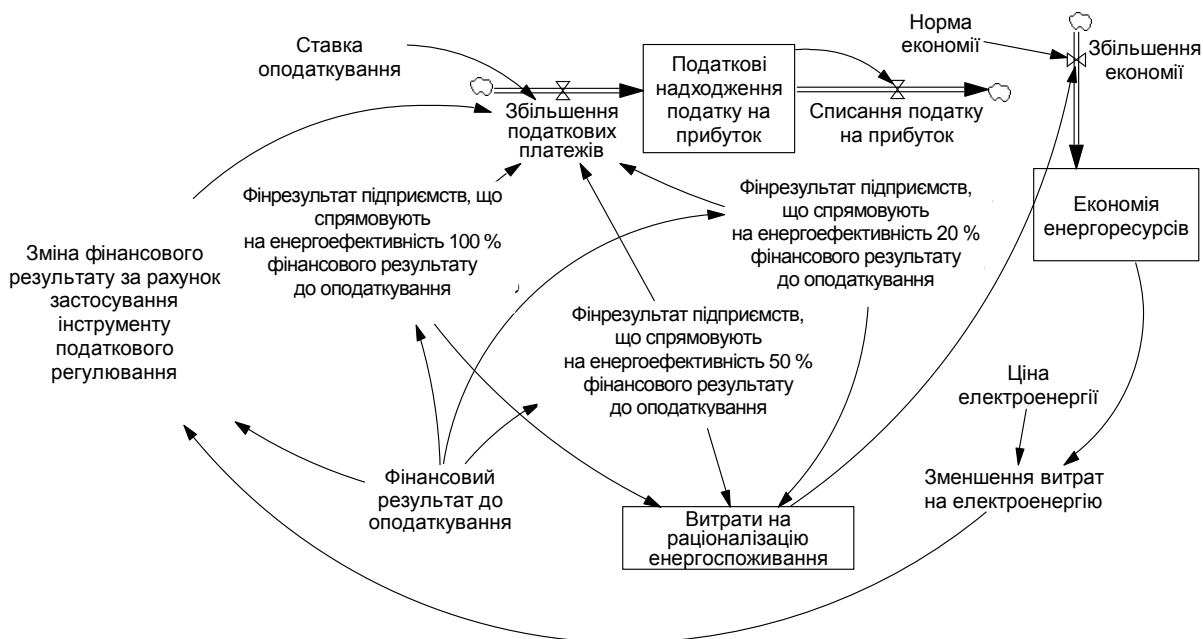 Ставка
оподаткування
Збільшення
податкових
платежів
Податкові
надходження
податку на
прибуток
Списання податку
на прибуток
Норма
економії
Збільшення
економії
Економія
енергоресурсів
Фінрезультат підприємств, що
спрямовують
на енергоефективність 100 %
фінансового результату
до оподаткування
Фінрезультат підприємств,
що спрямовують
на енергоефективність 20 %
фінансового результату
до оподаткування
Зміна фінансового
результату за рахунок
застосування
інструменту
податкового
регулювання
Фінрезультат підприємств,
що спрямовують
на енергоефективність 50 %
фінансового результату
до оподаткування
Ціна
електроенергії
Фінансовий
результат до
оподаткування
Витрати на
раціоналізацію
енергоспоживання
Зменшення витрат
на електроенергію